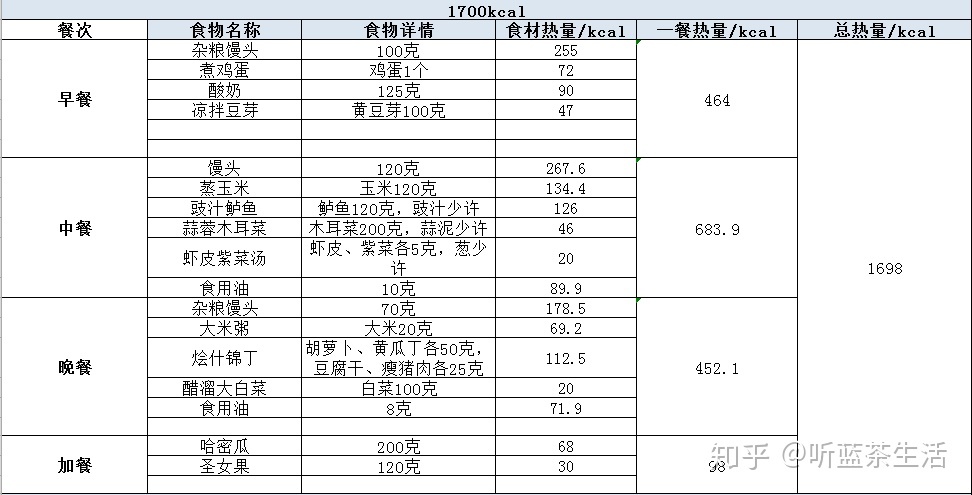 1700kcal
餐次 食物名称 食物详情 食材热量/kcal 一餐热量/kcal 总热量/kcal
早餐 杂粮馒头 100克 255 464 1698
煮鸡蛋 鸡蛋1个 72
酸奶 125克 90
凉拌豆芽 黄豆芽100克 47
中餐 馒头 120克 267.6 683.9
蒸玉米 玉米120克 134.4
豉汁鲈鱼 鲈鱼120克，豉汁少许 126
蒜蓉木耳菜 木耳菜200克，蒜泥少许 46
虾皮紫菜汤 虾皮、紫菜各5克，葱少
许 20
食用油 10克 89.9
晚餐 杂粮馒头 70克 178.5 452.1
大米粥 大米20克 69.2
烩什锦丁 胡萝卜、黄瓜丁各50克，
豆腐干、瘦猪肉各25克 112.5
醋溜大白菜 白菜100克 20
食用油 8克 71.9
加餐 哈密瓜 200克 68 98
圣女果 120克 30
知乎 @听蓝茶生活